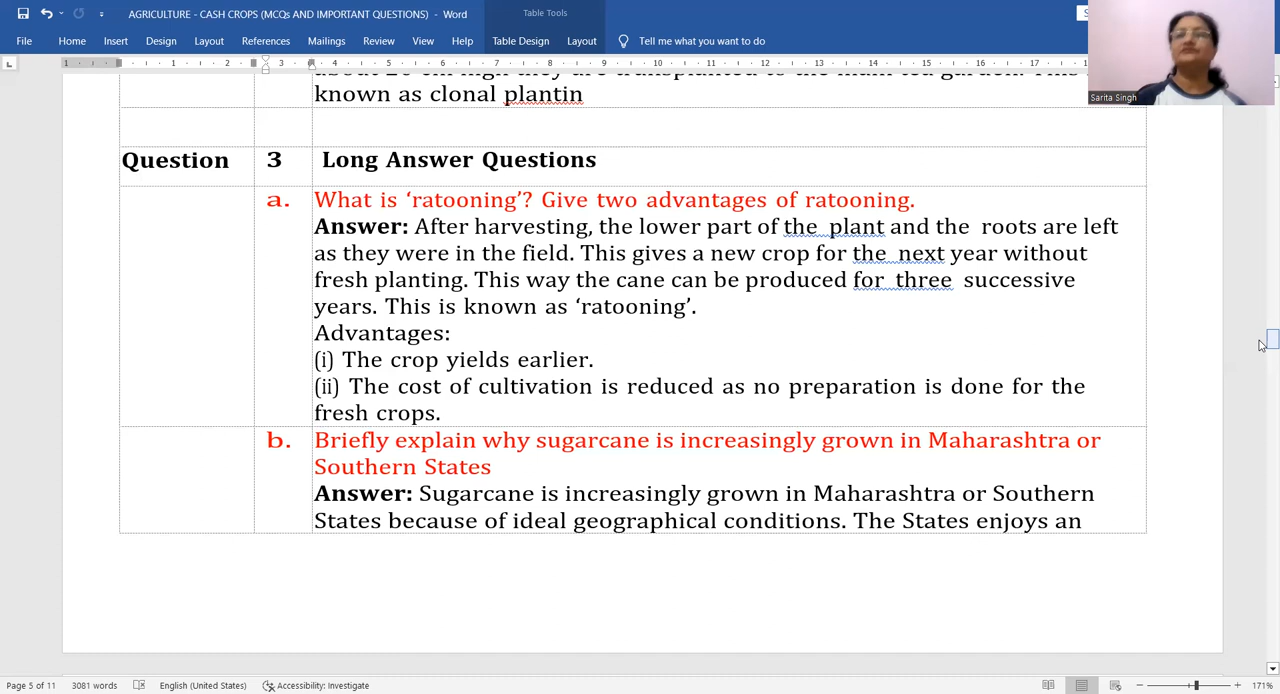 AGRICULTURE - CASH CROPS (MCQs AND IMPORTANT QUESTIONS) - Word
Table Tools
File Home Insert Design Layout References Mailings Review View Help Table Design Layout Tell me what you want to do
Sarita Singh
known as clonal plantin
Question 3 Long Answer Questions
a. What is ‘ratooning’? Give two advantages of ratooning.
Answer: After harvesting, the lower part of the plant and the roots are left
as they were in the field. This gives a new crop for the next year without
fresh planting. This way the cane can be produced for three successive
years. This is known as ‘ratooning’.
Advantages:
(i) The crop yields earlier.
(ii) The cost of cultivation is reduced as no preparation is done for the
fresh crops.
b. Briefly explain why sugarcane is increasingly grown in Maharashtra or
Southern States
Answer: Sugarcane is increasingly grown in Maharashtra or Southern
States because of ideal geographical conditions. The States enjoys an
Page 5 of 11 3081 words English (United States) Accessibility: Investigate 171%